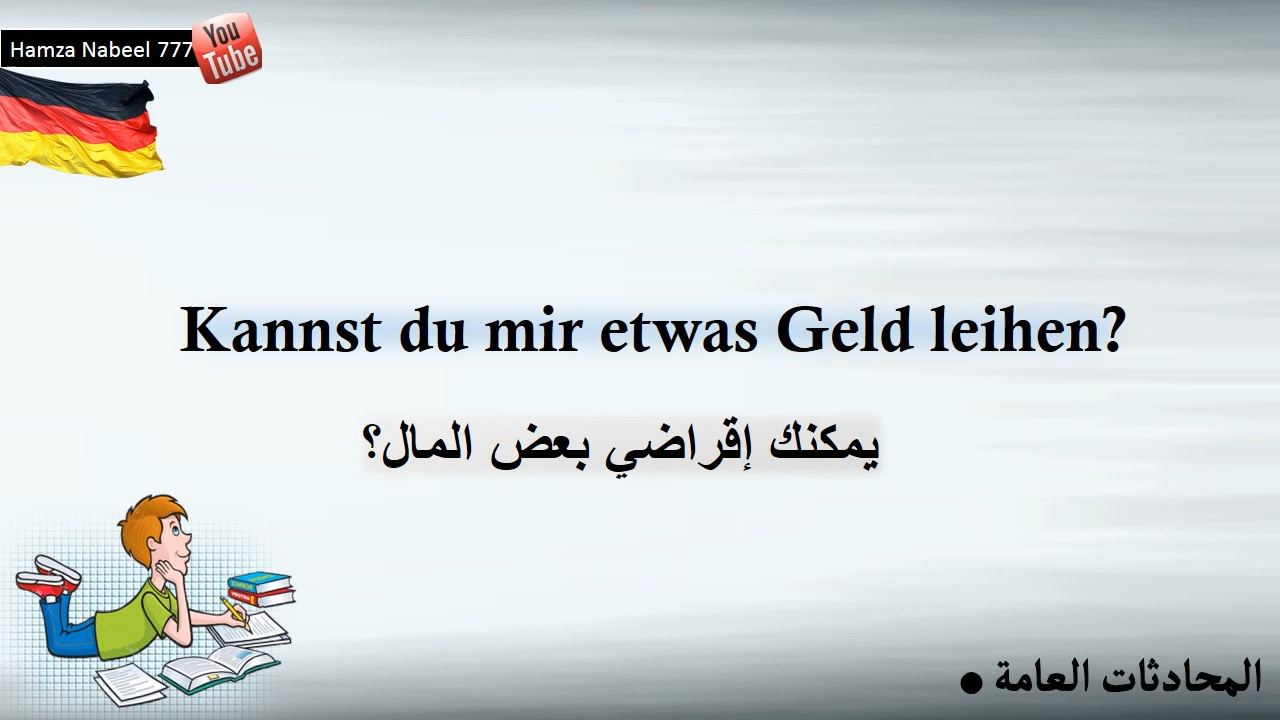 Hamza Nabeel 777
You
Tube
Kannst du mir etwas Geld leihen?
يمكنك إقراضي بعض المال؟
المحادثات العامة ●